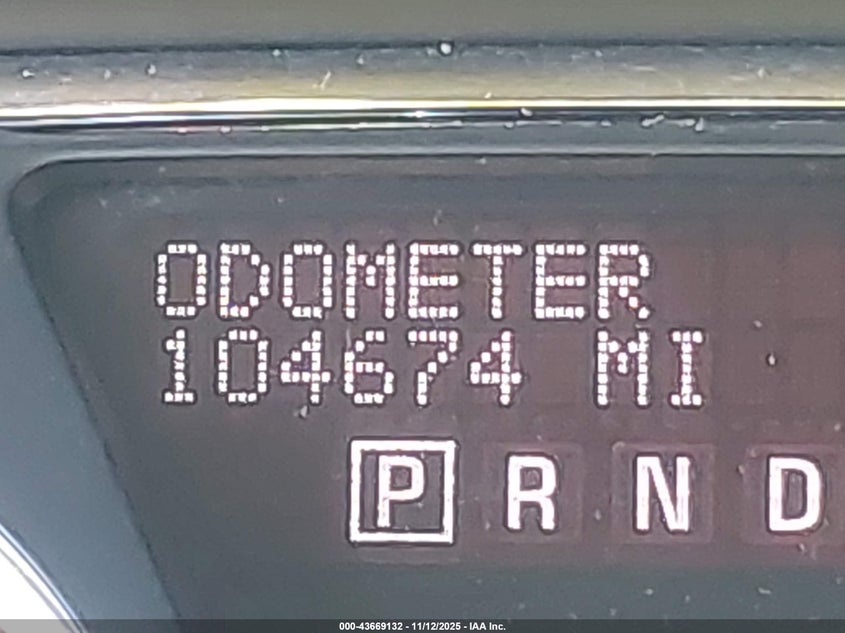 ODOMETER
104674 MI
P R N D
000-43669132 - 11/12/2025 - IAA Inc.